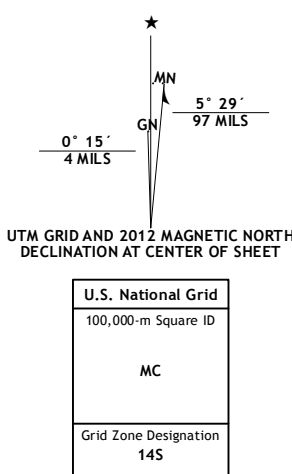 MN
GN
5° 29´
97 MILS
0° 15´
4 MILS
UTM GRID AND 2012 MAGNETIC NORTH
DECLINATION AT CENTER OF SHEET
U.S. National Grid
100,000-m Square ID
MC
Grid Zone Designation
14S